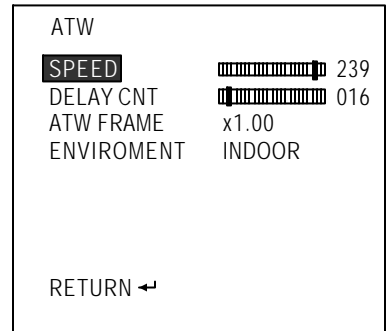 ATW
SPEED 239
DELAY CNT 016
ATW FRAME x1.00
ENVIROMENT INDOOR
RETURN ↵